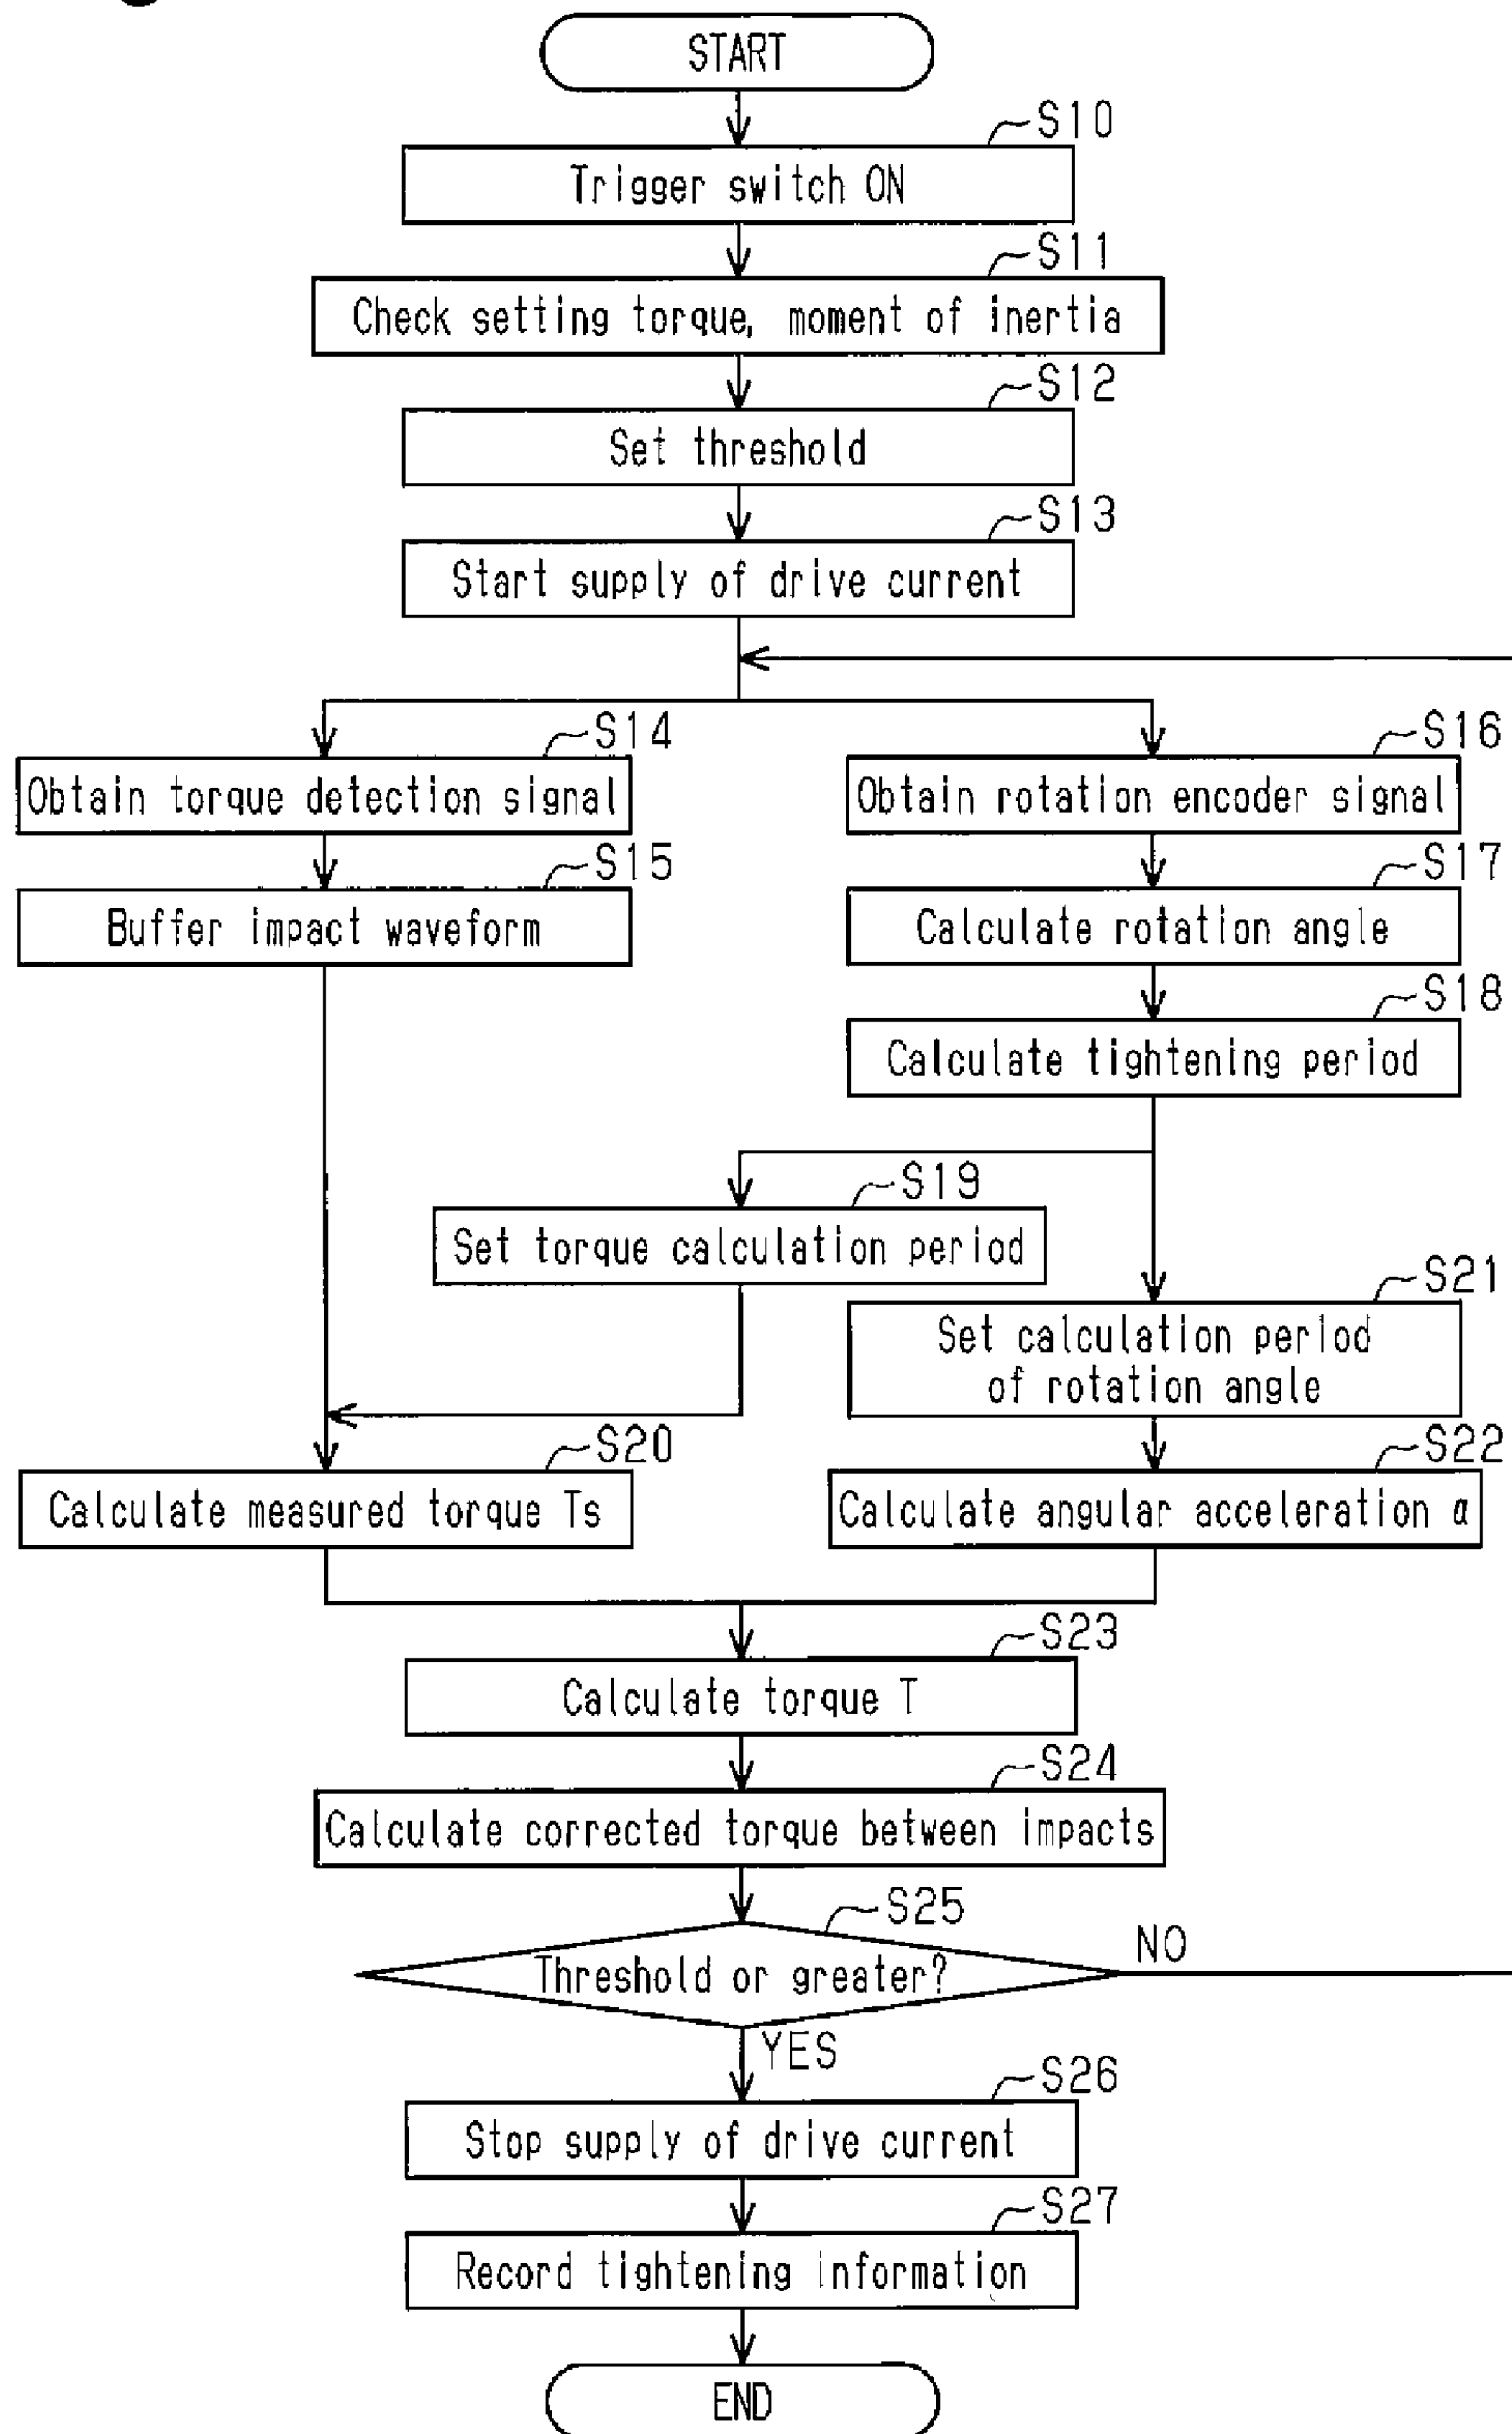 START
S10
Trigger switch ON
S11
Check setting torque, moment of inertia
S12
Set threshold
S13
Start supply of drive current
S14
Obtain torque detection signal
S15
Buffer impact waveform
S16
Obtain rotation encoder signal
S17
Calculate rotation angle
S18
Calculate tightening period
S19
Set torque calculation period
S21
Set calculation period
of rotation angle
S20
Calculate measured torque Ts
S22
Calculate angular acceleration α
S23
Calculate torque T
S24
Calculate corrected torque between impacts
S25
Threshold or greater?
NO
YES
S26
Stop supply of drive current
S27
Record tightening information
END